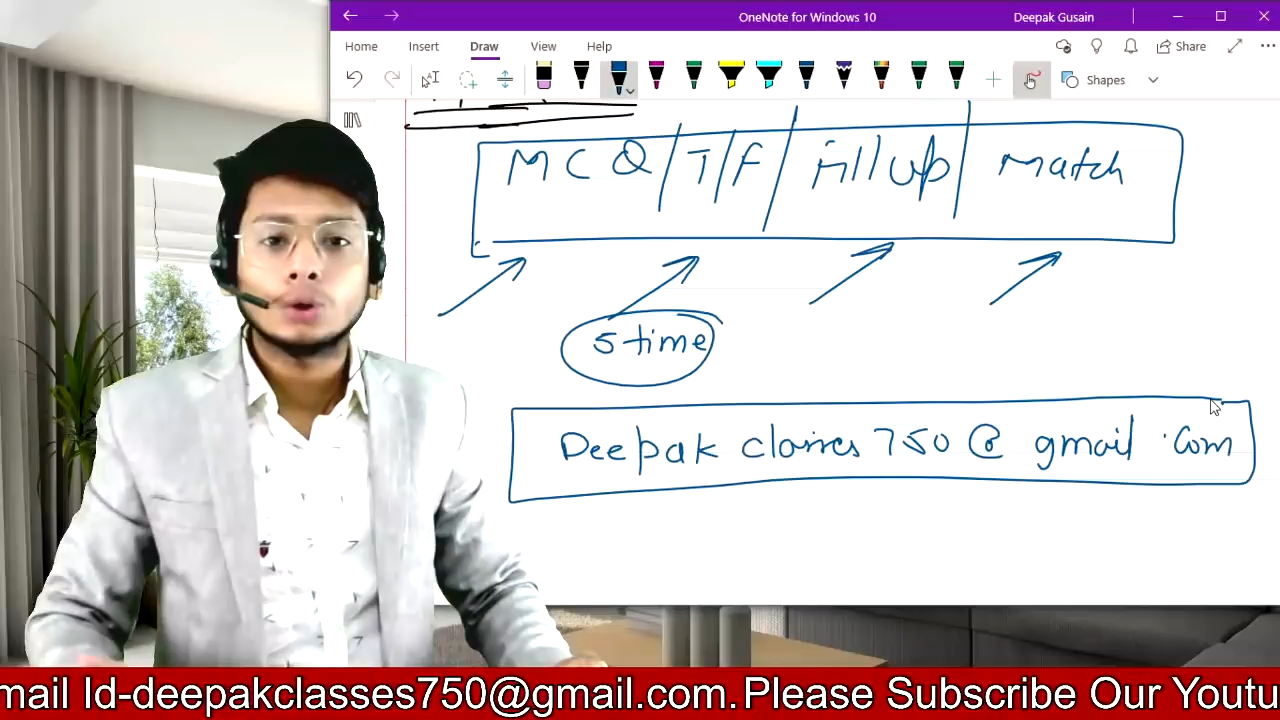 OneNote for Windows 10
Deepak Gusain
Home Insert Draw View Help
Share
Shapes
MCQ / T/F / Fill up / Match
5 time
Deepak classes 750 @ gmail .com
mail Id-deepakclasses750@gmail.com. Please Subscribe Our Youtu